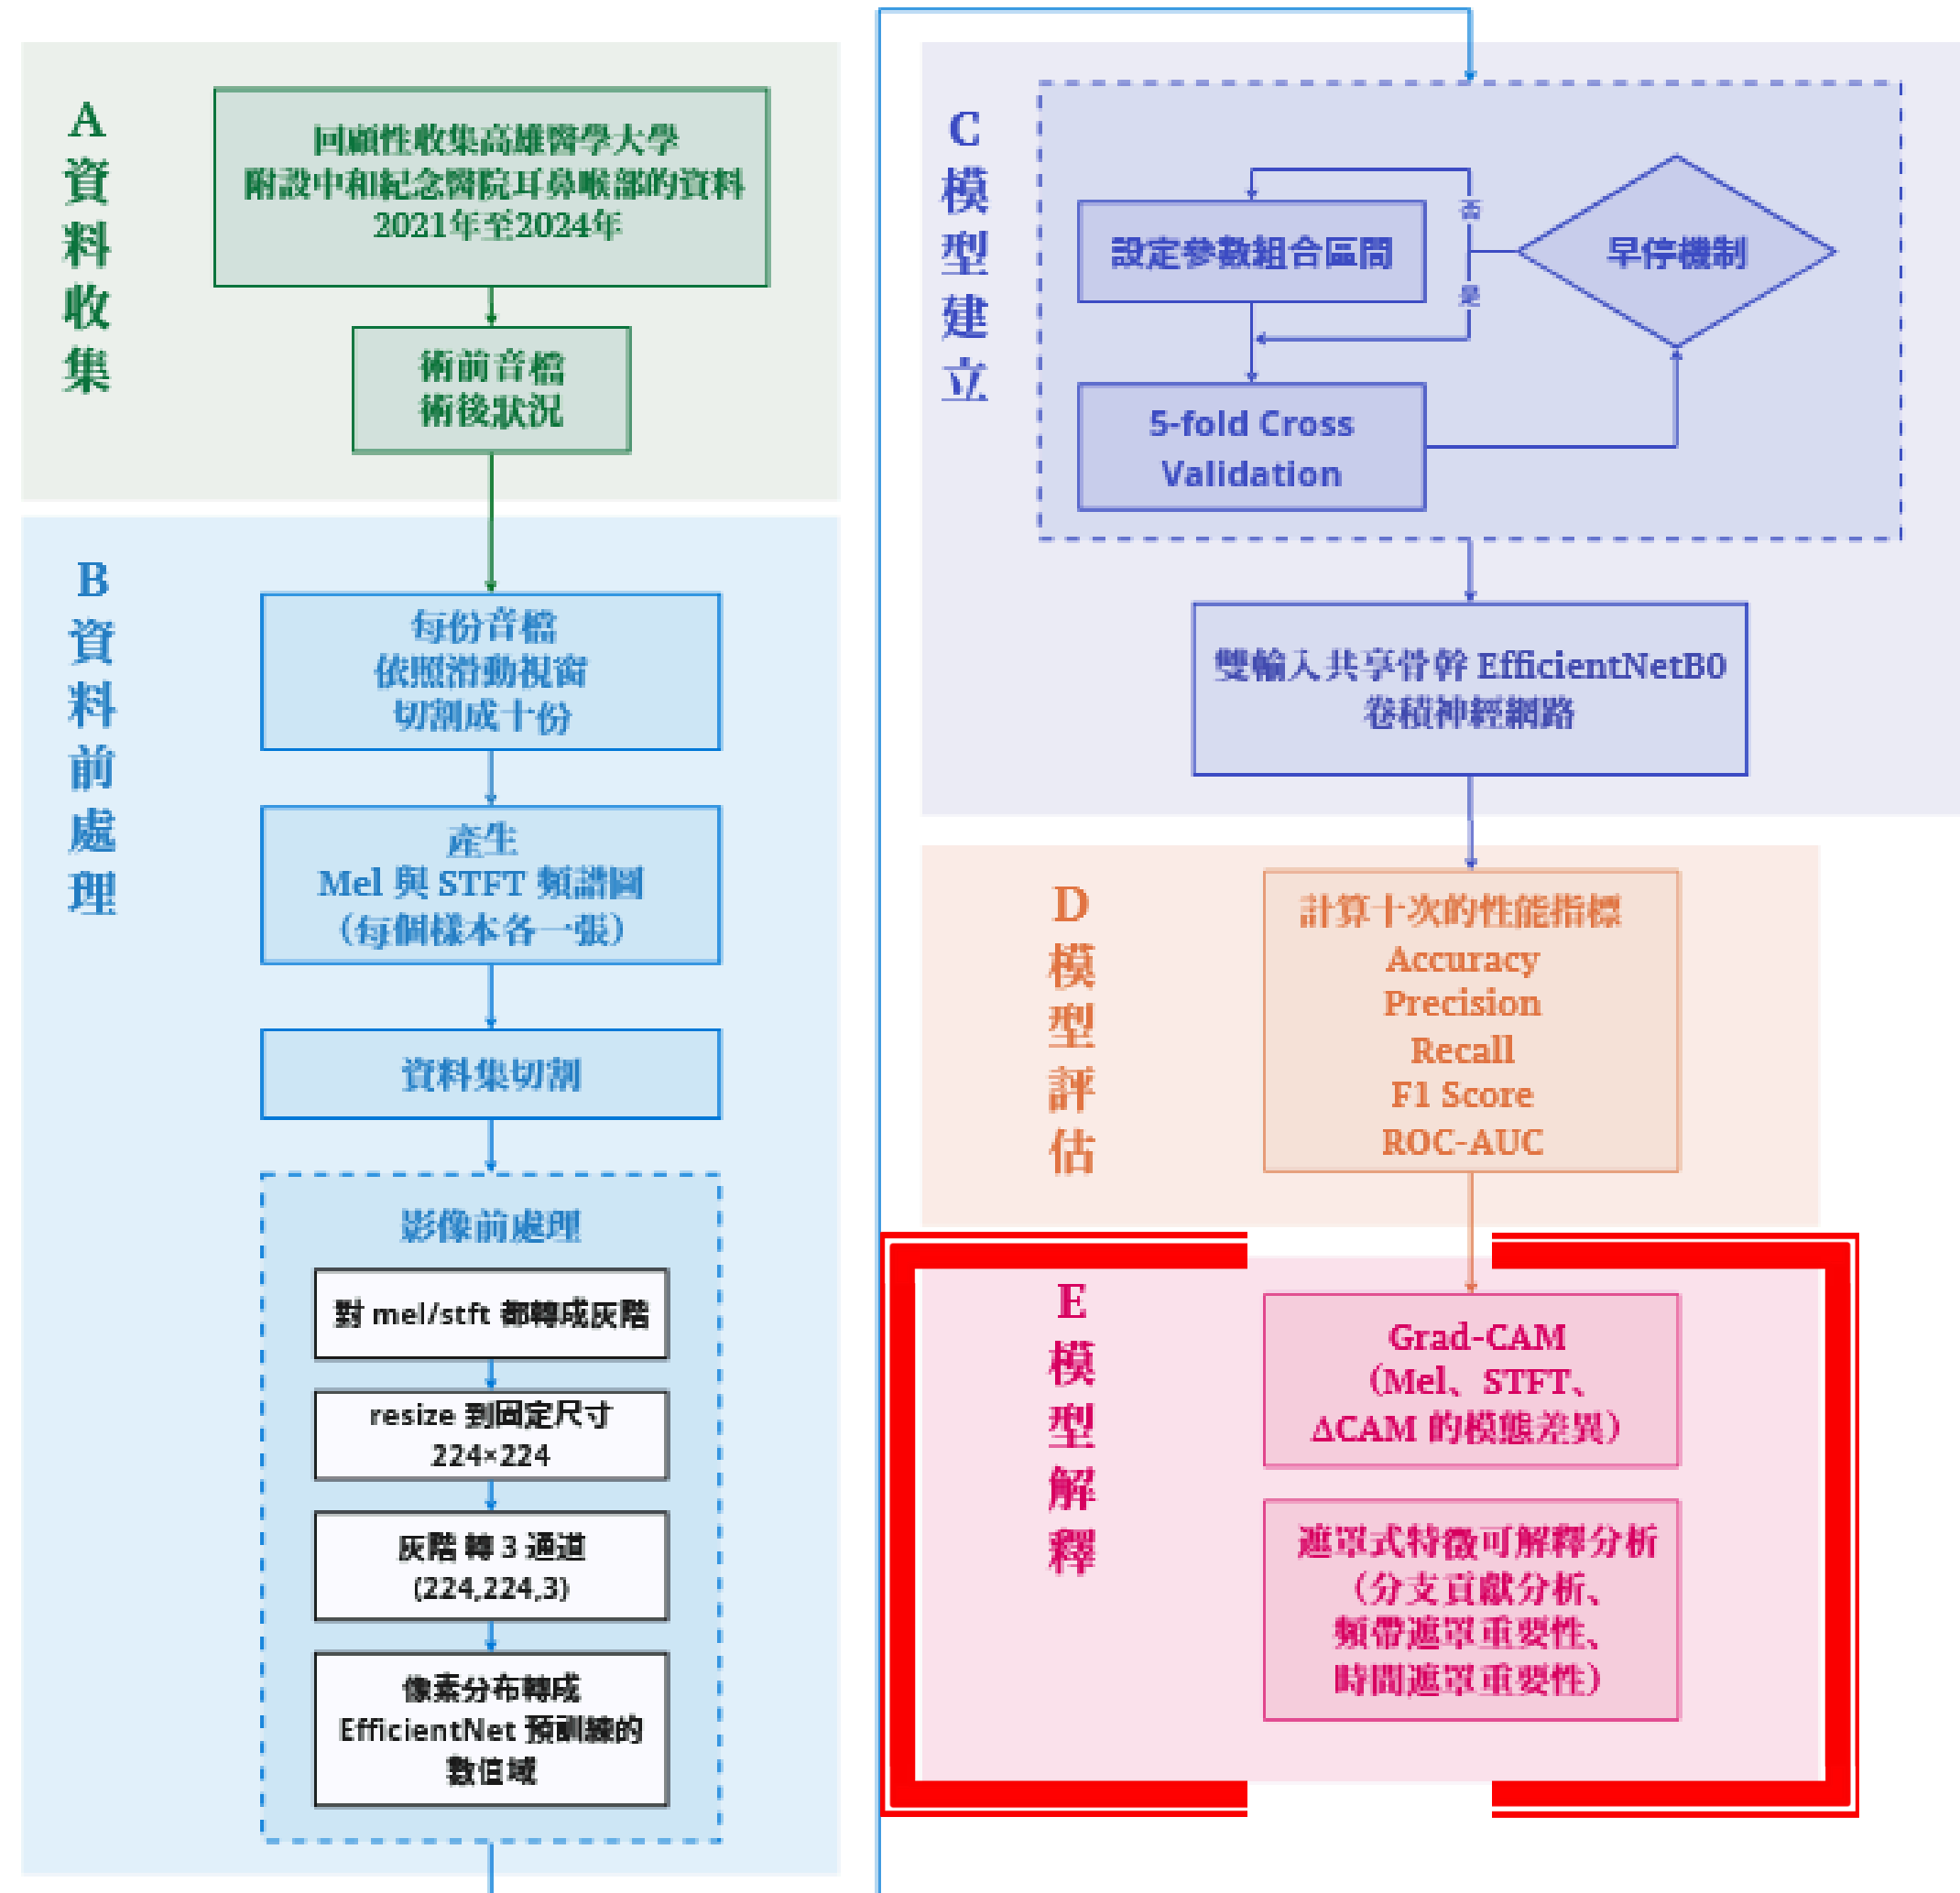 A
資料收集
回顧性收集高雄醫學大學
附設中和紀念醫院耳鼻喉部的資料
2021年至2024年
術前音檔
術後狀況
B
資料前處理
每份音檔
依照滑動視窗
切割成十份
產生
Mel 與 STFT 頻譜圖
（每個樣本各一張）
資料集切割
影像前處理
對 mel/stft 都轉成灰階
resize 到固定尺寸
224×224
灰階 轉 3 通道
(224,224,3)
像素分布轉成
EfficientNet 預訓練的
數值域
C
模型建立
設定參數組合區間
否
是
早停機制
5-fold Cross
Validation
雙輸入共享骨幹 EfficientNetB0
卷積神經網路
D
模型評估
計算十次的性能指標
Accuracy
Precision
Recall
F1 Score
ROC-AUC
E
模型解釋
Grad-CAM
（Mel、STFT、
ΔCAM 的模態差異）
遮罩式特徵可解釋分析
（分支貢獻分析、
頻帶遮罩重要性、
時間遮罩重要性）